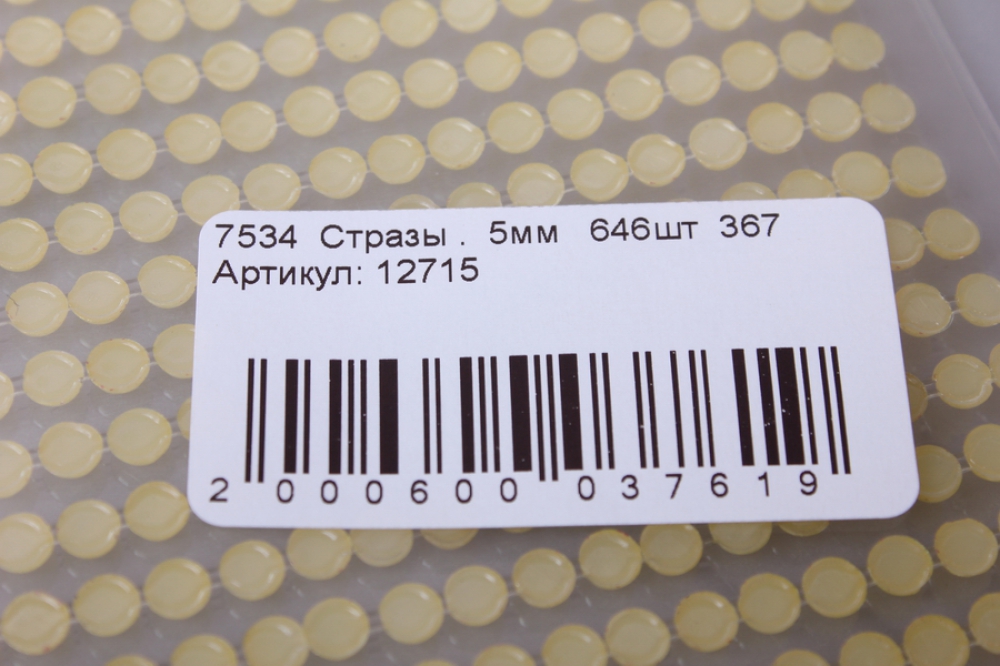 7534 Стразы . 5мм 646шт 367
Артикул: 12715
2 000600 037619